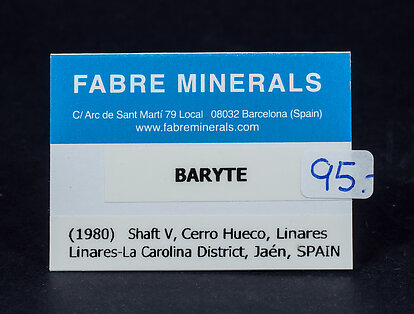 FABRE MINERALS
C/ Arc de Sant Martí 79 Local 08032 Barcelona (Spain)
www.fabreminerals.com
BARYTE
95.-
(1980) Shaft V, Cerro Hueco, Linares
Linares-La Carolina District, Jaén, SPAIN